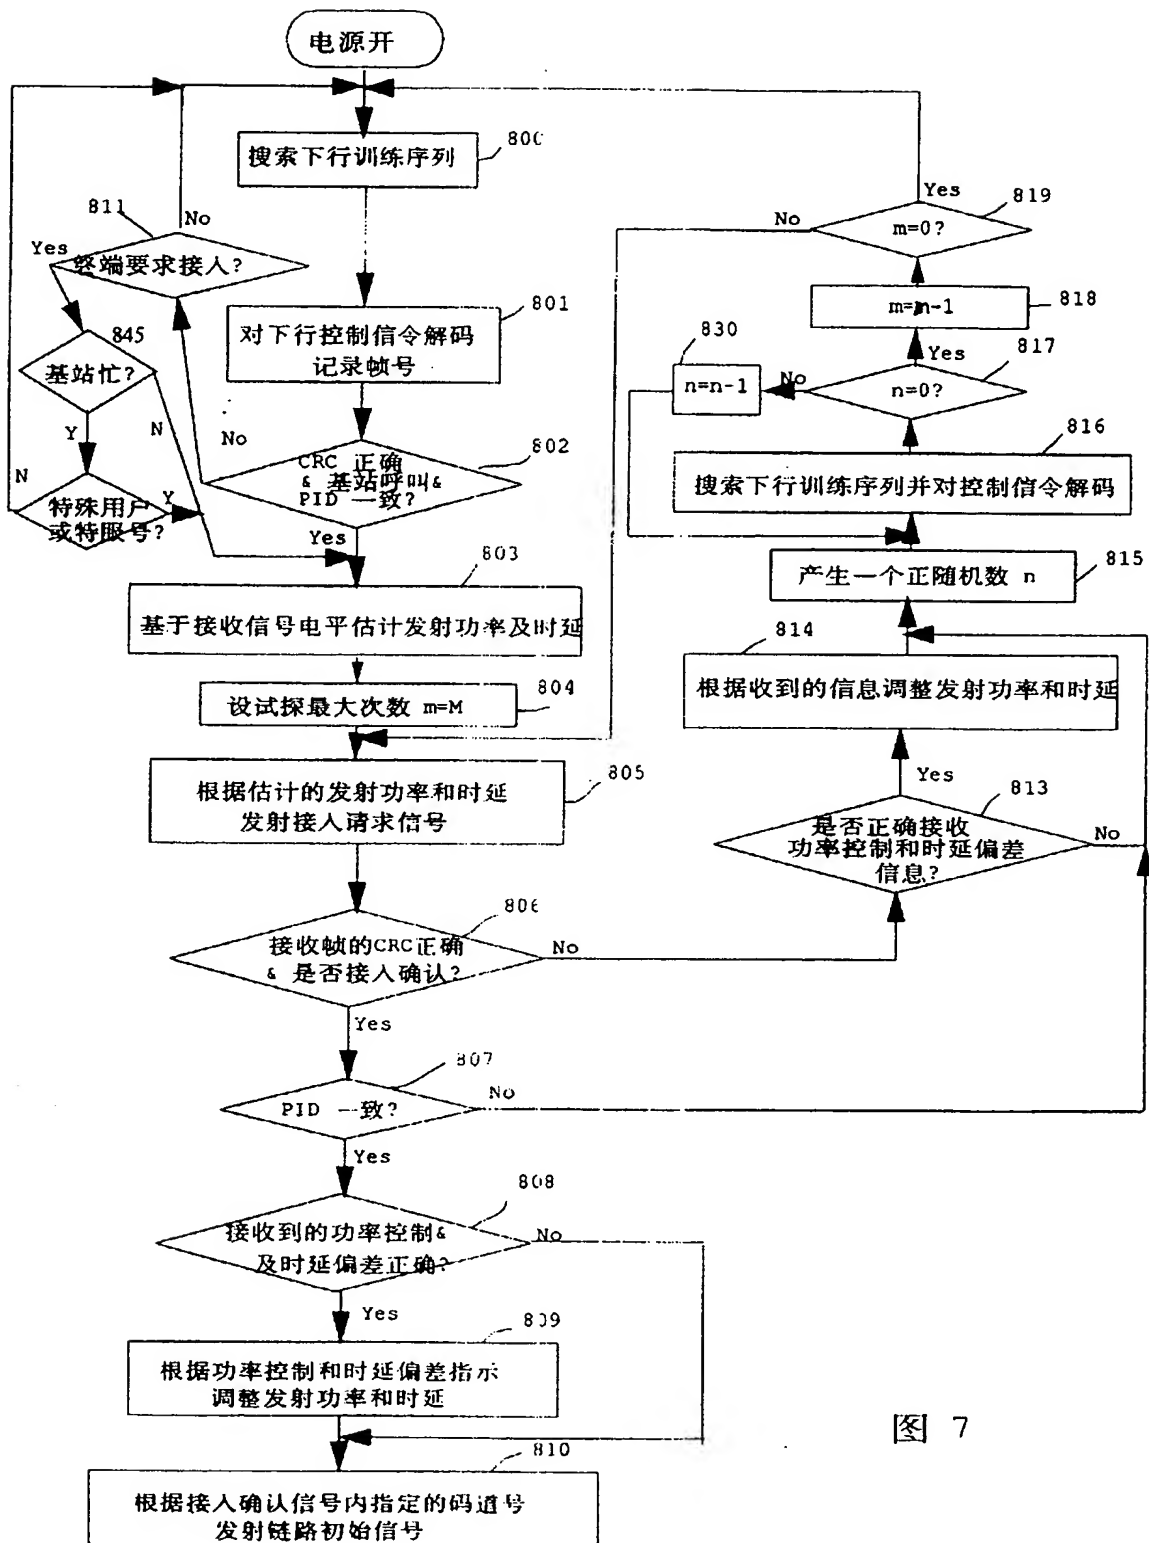 电源开
搜索下行训练序列
800
811
No
Yes
终端要求接入?
对下行控制信令解码
记录帧号
801
845
基站忙?
Y
N
No
CRC 正确
& 基站呼叫&
PID 一致?
802
N
特殊用户
或特服号?
Y
Yes
803
基于接收信号电平估计发射功率及时延
设试探最大次数 m=M
804
根据估计的发射功率和时延
发射接入请求信号
805
806
接收帧的CRC正确
& 是否接入确认?
No
Yes
807
PID 一致?
No
Yes
808
接收到的功率控制&
及时延偏差正确?
No
Yes
809
根据功率控制和时延偏差指示
调整发射功率和时延
810
根据接入确认信号内指定的码道号
发射链路初始信号
Yes
819
No
m=0?
m=m-1
818
830
Yes
817
n=n-1
No
n=0?
816
搜索下行训练序列并对控制信令解码
产生一个正随机数 n
815
814
根据收到的信息调整发射功率和时延
Yes
813
是否正确接收
功率控制和时延偏差
信息?
No
图 7